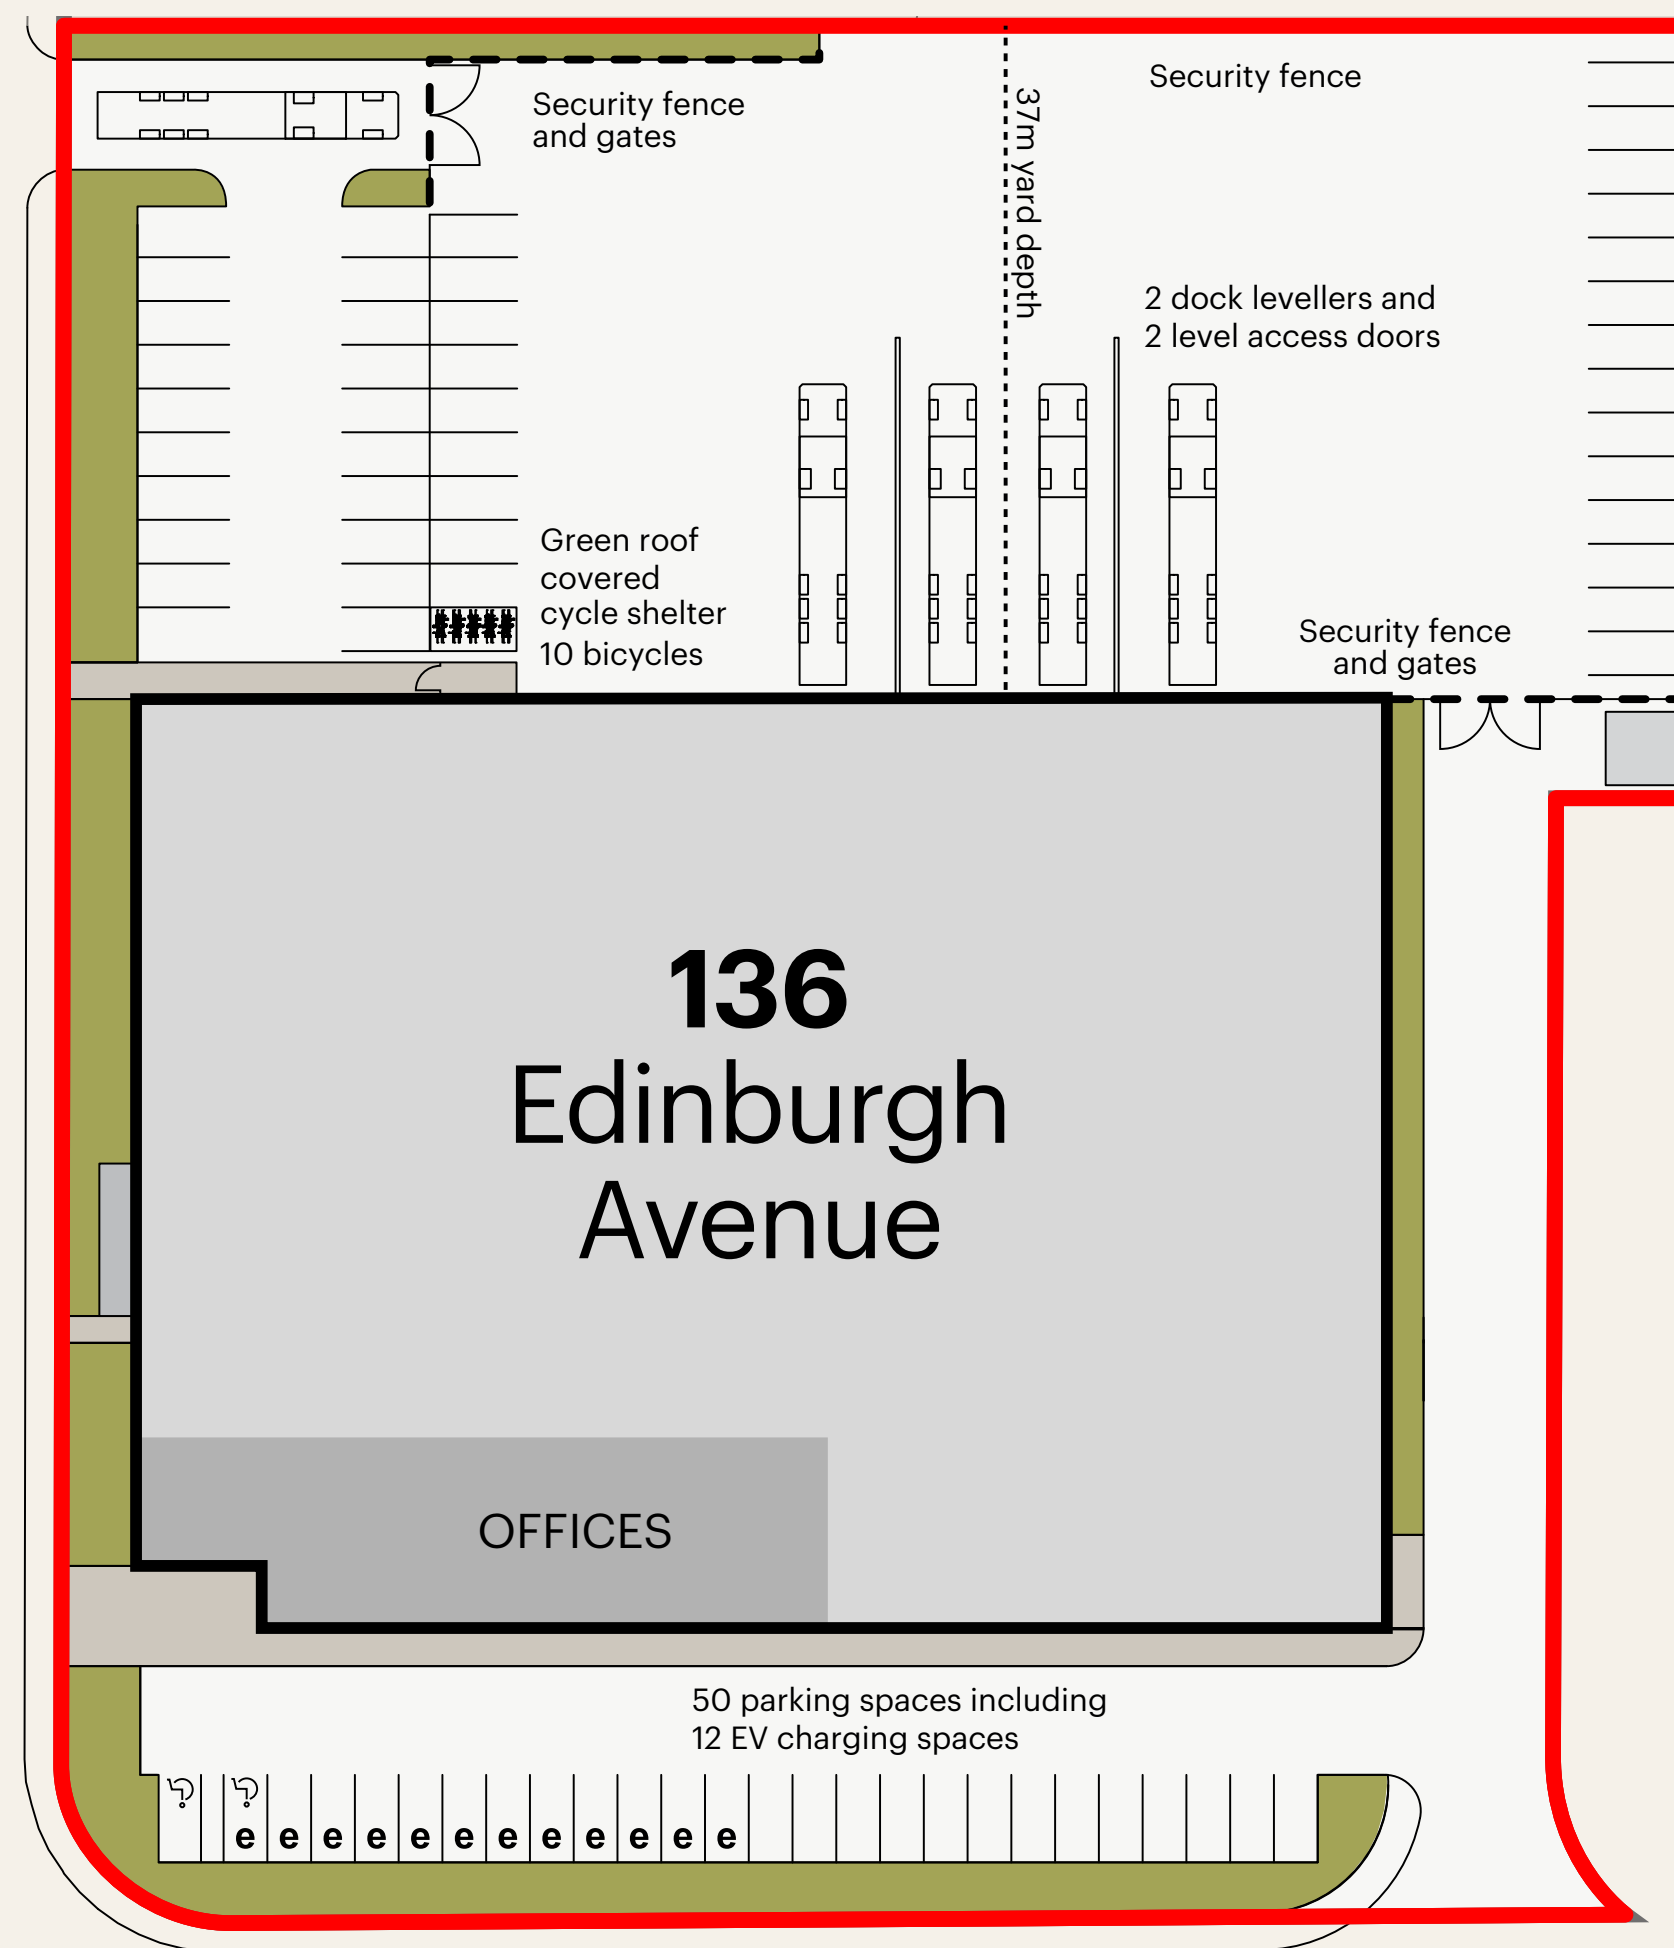 Security fence
and gates
37m yard depth
Security fence
2 dock levellers and
2 level access doors
Green roof
covered
cycle shelter
10 bicycles
Security fence
and gates
136
Edinburgh
Avenue
OFFICES
50 parking spaces including
12 EV charging spaces
e e e e e e e e e e e e